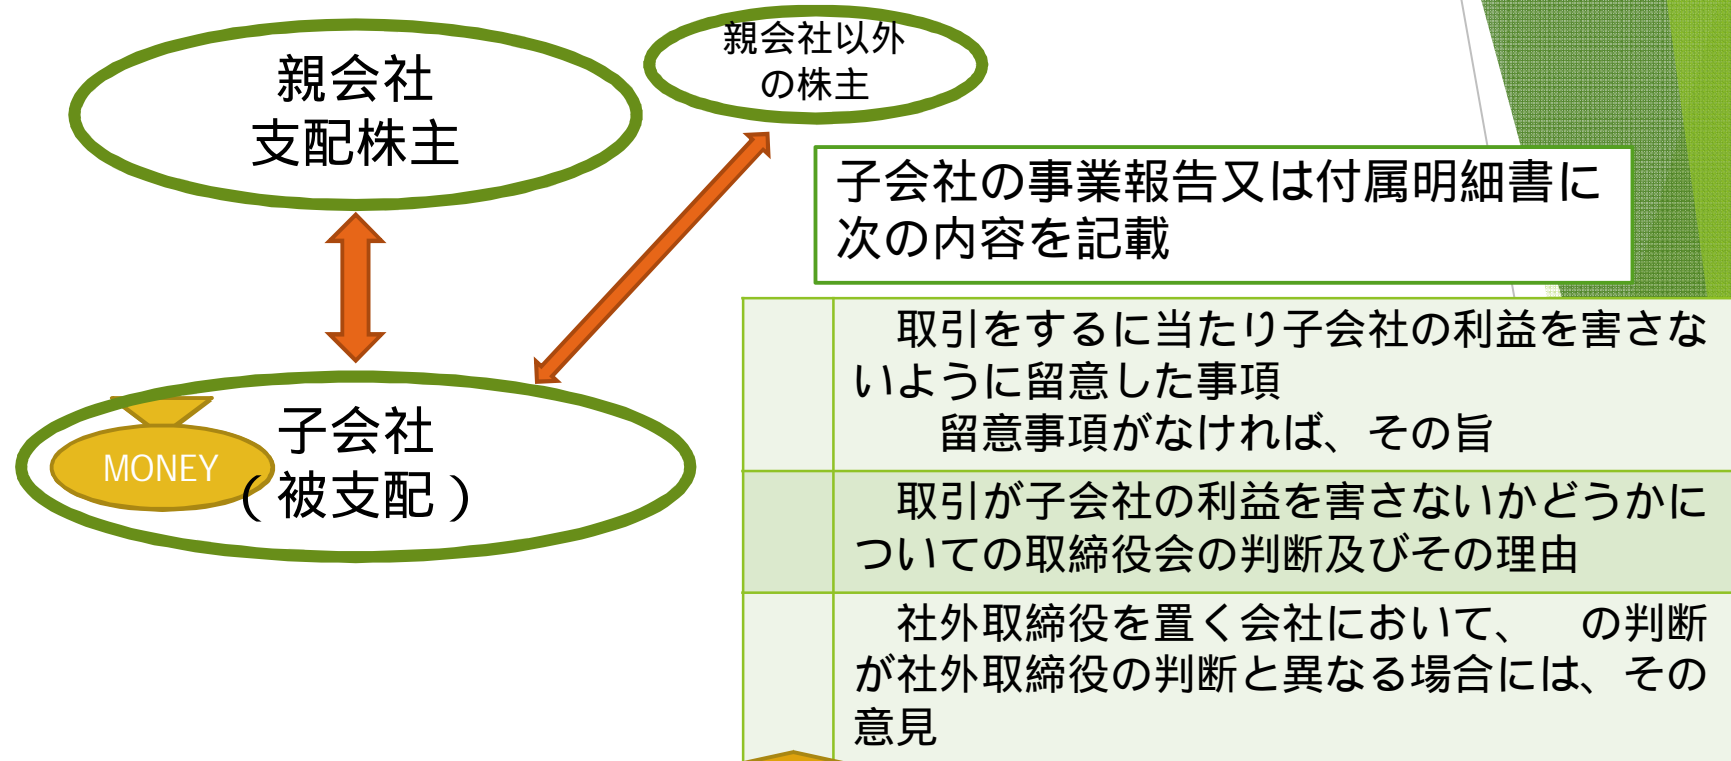 親会社
支配株主
親会社以外
の株主
子会社の事業報告又は付属明細書に
次の内容を記載
MONEY
子会社
(被支配)
取引をするに当たり子会社の利益を害さな
いように留意した事項
留意事項がなければ、その旨
取引が子会社の利益を害さないかどうかに
ついての取締役会の判断及びその理由
社外取締役を置く会社において、　の判断
が社外取締役の判断と異なる場合には、その
意見